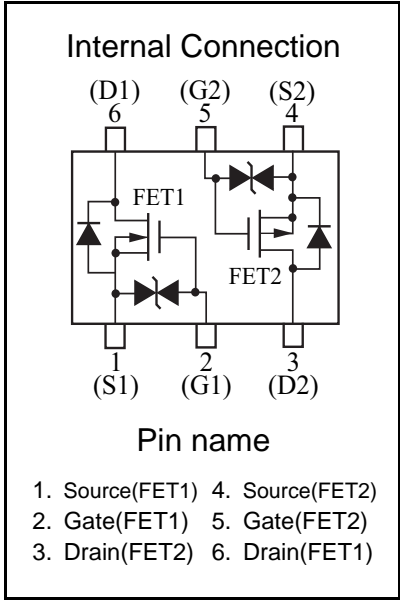 Internal Connection
(D1) (G2) (S2)
6 5 4
FET1
FET2
1 2 3
(S1) (G1) (D2)
Pin name
1. Source(FET1) 4. Source(FET2)
2. Gate(FET1) 5. Gate(FET2)
3. Drain(FET2) 6. Drain(FET1)